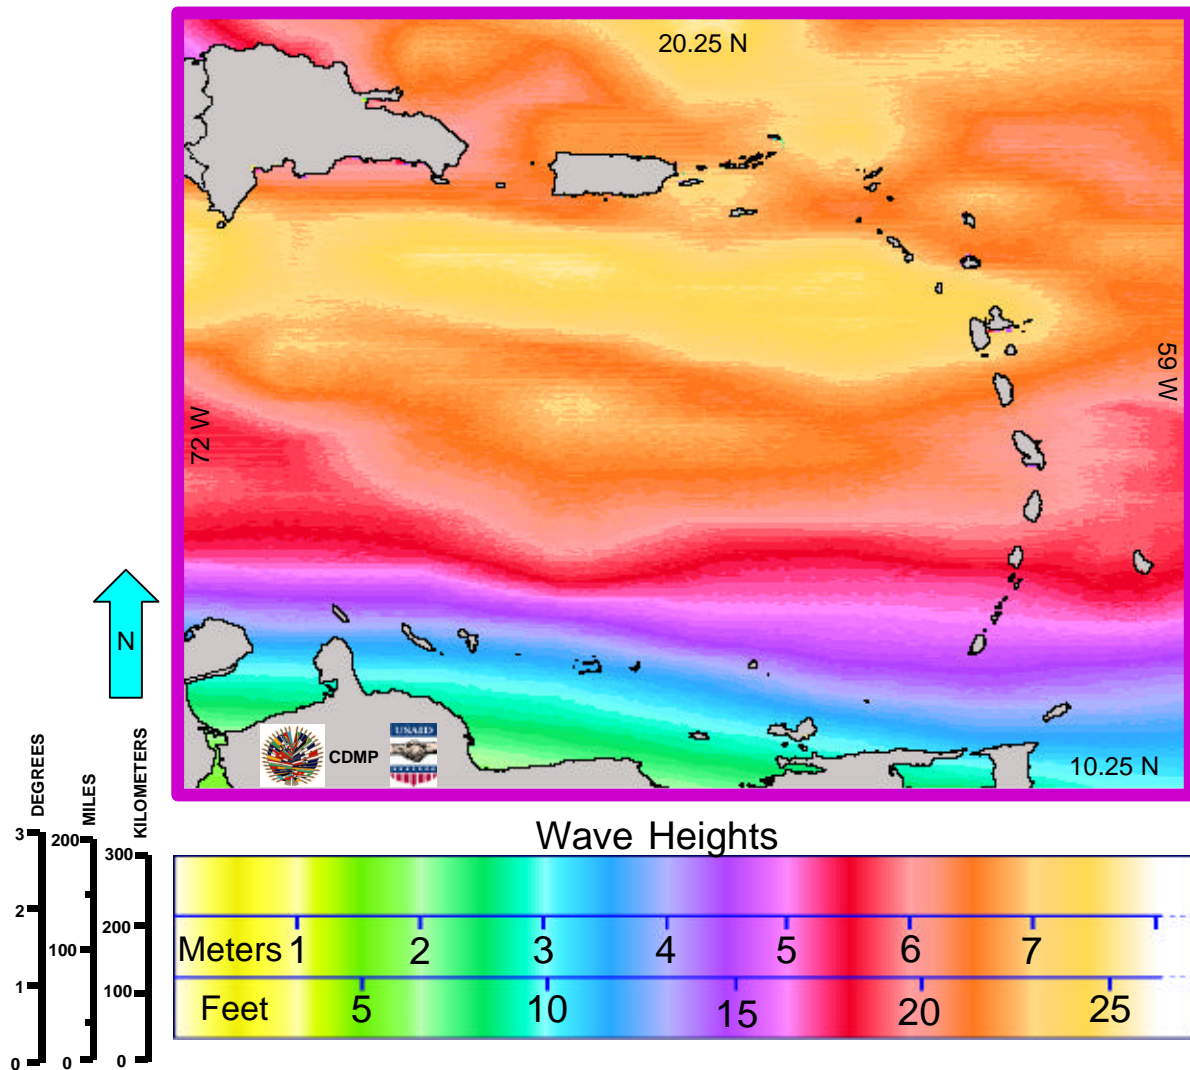 20.25 N
72 W
59 W
N
USAID
CDMP
10.25 N
DEGREES
MILES
KILOMETERS
3
2
1
0
200
100
0
300
200
100
0
Wave Heights
Meters 1 2 3 4 5 6 7
Feet 5 10 15 20 25